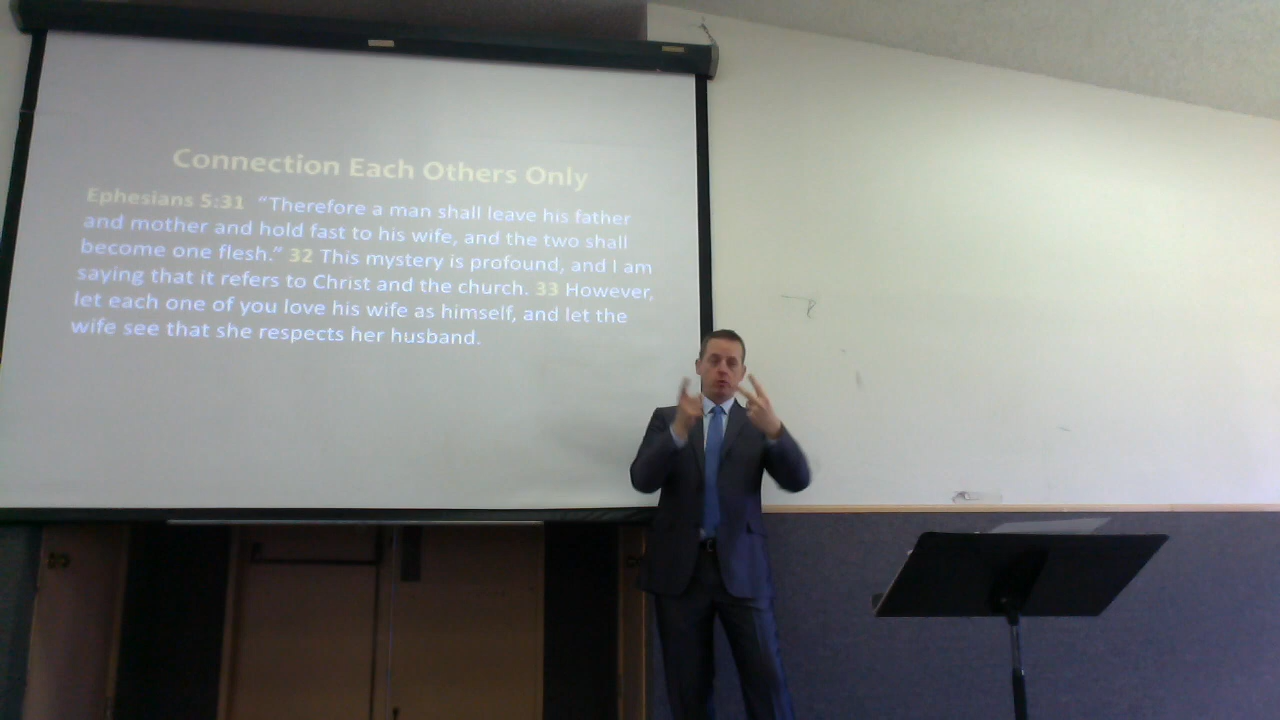 Connection Each Others Only
Ephesians 5:31 “Therefore a man shall leave his father
and mother and hold fast to his wife, and the two shall
become one flesh.” 32 This mystery is profound, and I am
saying that it refers to Christ and the church. 33 However,
let each one of you love his wife as himself, and let the
wife see that she respects her husband.